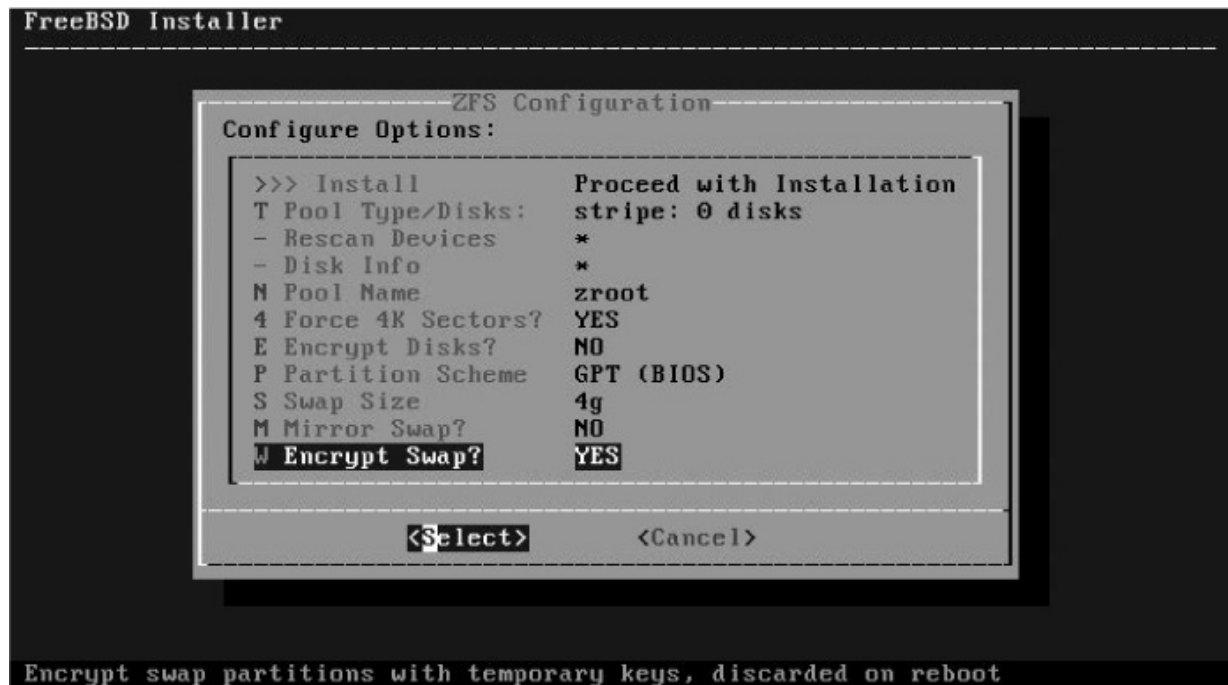 FreeBSD Installer
ZFS Configuration
Configure Options:
>>> Install Proceed with Installation
T Pool Type/Disks: stripe: 0 disks
- Rescan Devices *
- Disk Info *
N Pool Name zroot
4 Force 4K Sectors? YES
E Encrypt Disks? NO
P Partition Scheme GPT (BIOS)
S Swap Size 4g
M Mirror Swap? NO
W Encrypt Swap? YES
<Select> <Cancel>
Encrypt swap partitions with temporary keys, discarded on reboot